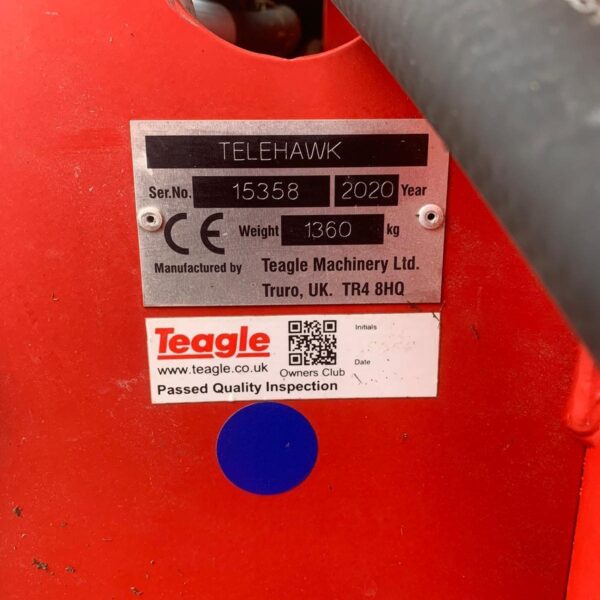 TELEHAWK
Ser.No. 15358 2020 Year
CE Weight 1360 kg
Manufactured by Teagle Machinery Ltd.
Truro, UK. TR4 8HQ
Teagle
Initials
www.teagle.co.uk Owners Club Date
Passed Quality Inspection